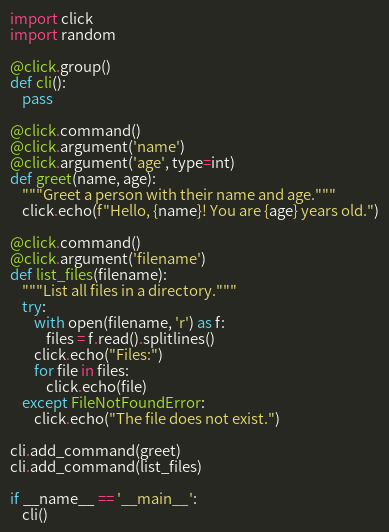 import click
import random

@click.group()
def cli():
    pass

@click.command()
@click.argument('name')
@click.argument('age', type=int)
def greet(name, age):
    """Greet a person with their name and age."""
    click.echo(f"Hello, {name}! You are {age} years old.")

@click.command()
@click.argument('filename')
def list_files(filename):
    """List all files in a directory."""
    try:
        with open(filename, 'r') as f:
            files = f.read().splitlines()
        click.echo("Files:")
        for file in files:
            click.echo(file)
    except FileNotFoundError:
        click.echo("The file does not exist.")

cli.add_command(greet)
cli.add_command(list_files)

if __name__ == '__main__':
    cli()